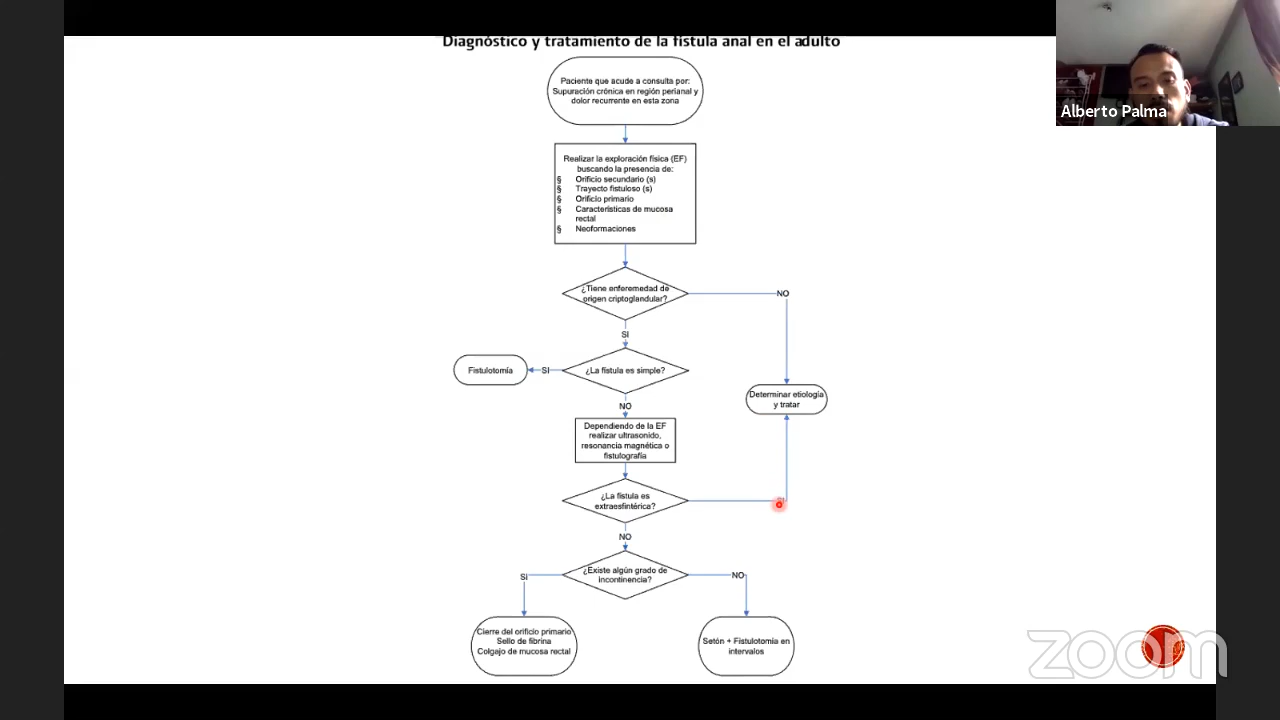 Diagnóstico y tratamiento de la fístula anal en el adulto
Alberto Palma
Paciente que acude a consulta por:
Supuración crónica en región perianal y
dolor recurrente en esta zona
Realizar la exploración física (EF)
buscando la presencia de:
§ Orificio secundario (s)
§ Trayecto fistuloso (s)
§ Orificio primario
§ Características de mucosa
rectal
§ Neoformaciones
¿Tiene enferemedad de
origen criptoglandular?
NO
SI
¿La fístula es simple?
SI
Fistulotomía
NO
Determinar etiología
y tratar
Dependiendo de la EF
realizar ultrasonido,
resonancia magnética o
fistulografía
¿La fístula es
extraesfintérica?
NO
¿Existe algún grado de
incontinencia?
SI
NO
Cierre del orificio primario
Sello de fibrina
Colgajo de mucosa rectal
Setón + Fistulotomía en
intervalos
zoom